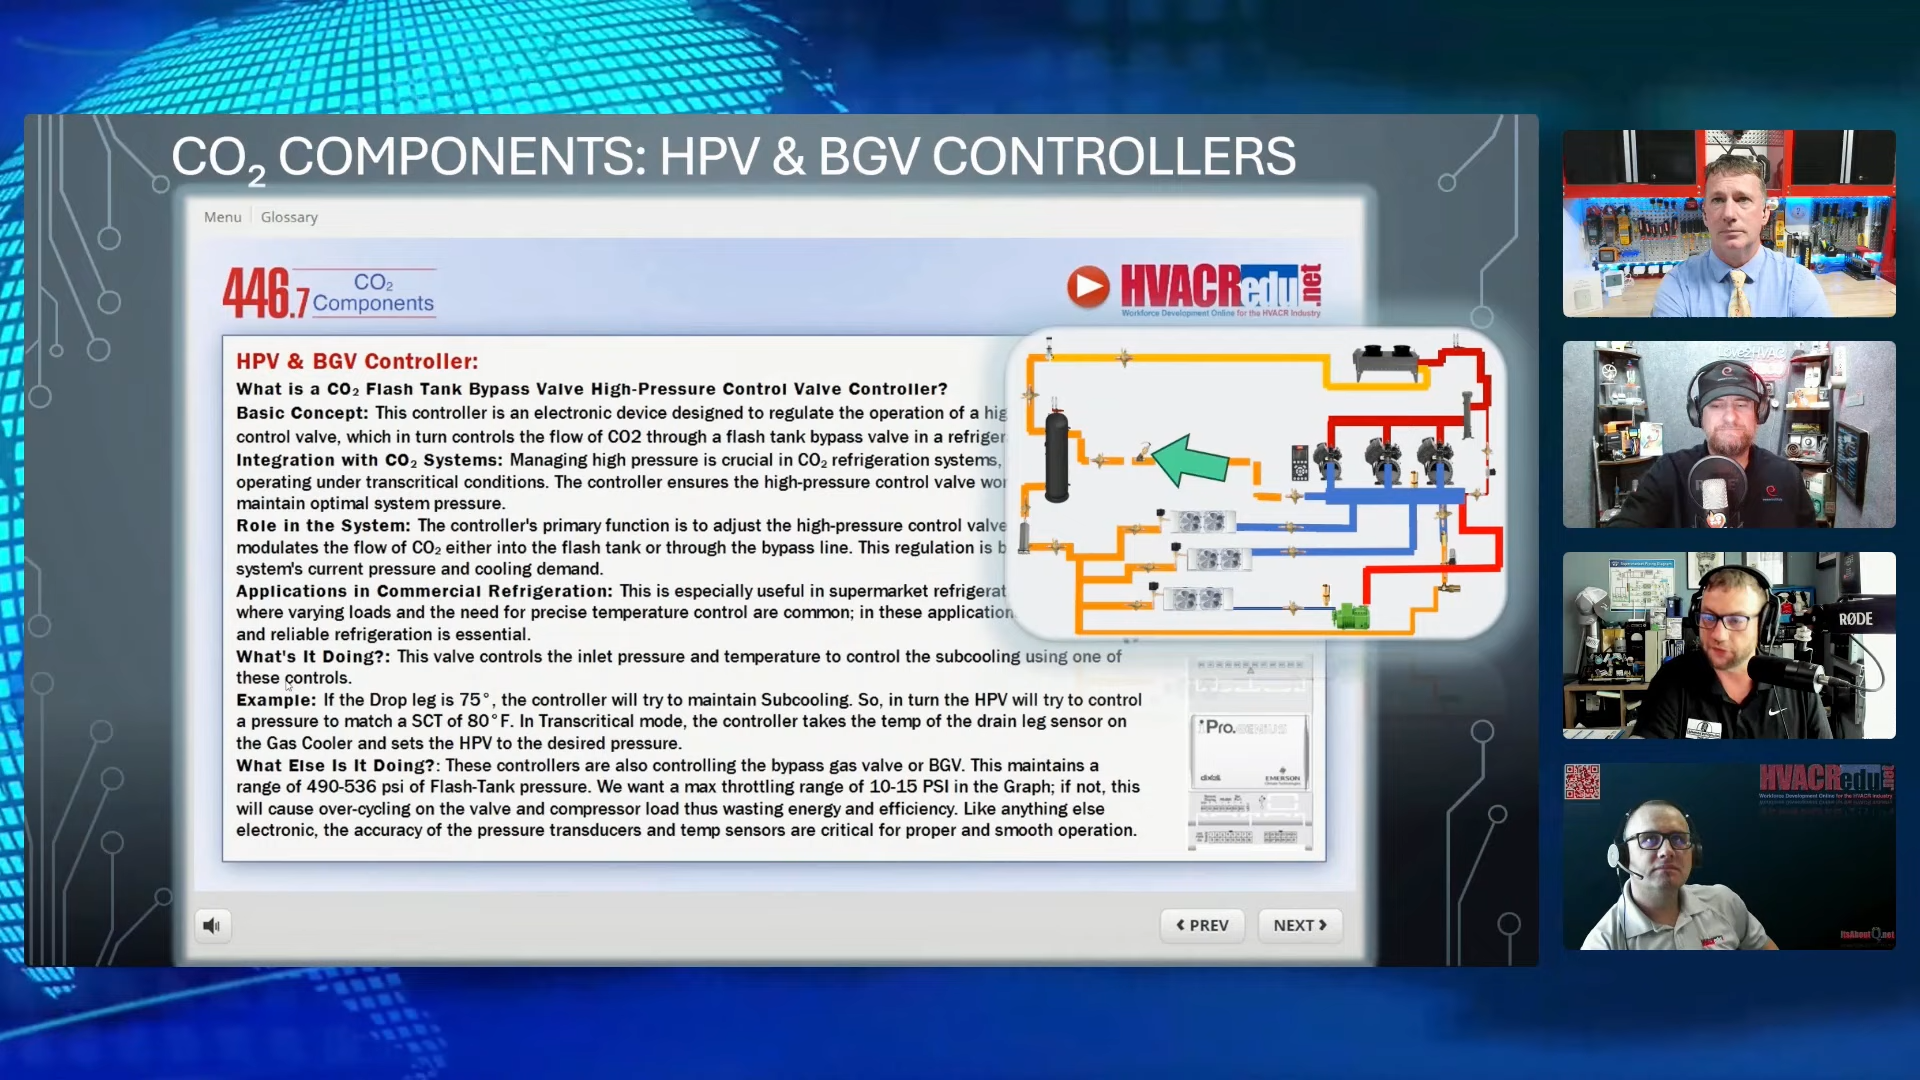 CO₂ COMPONENTS: HPV & BGV CONTROLLERS
Menu Glossary
446.7 CO₂ Components
HVACRedu.net
Workforce Development Online for the HVACR Industry
HPV & BGV Controller:
What is a CO₂ Flash Tank Bypass Valve High-Pressure Control Valve Controller?
Basic Concept: This controller is an electronic device designed to regulate the operation of a hig
control valve, which in turn controls the flow of CO2 through a flash tank bypass valve in a refriger
Integration with CO₂ Systems: Managing high pressure is crucial in CO₂ refrigeration systems,
operating under transcritical conditions. The controller ensures the high-pressure control valve wor
maintain optimal system pressure.
Role in the System: The controller's primary function is to adjust the high-pressure control valve
modulates the flow of CO₂ either into the flash tank or through the bypass line. This regulation is b
system's current pressure and cooling demand.
Applications in Commercial Refrigeration: This is especially useful in supermarket refrigerat
where varying loads and the need for precise temperature control are common; in these application
and reliable refrigeration is essential.
What's It Doing?: This valve controls the inlet pressure and temperature to control the subcooling using one of
these controls.
Example: If the Drop leg is 75°, the controller will try to maintain Subcooling. So, in turn the HPV will try to control
a pressure to match a SCT of 80°F. In Transcritical mode, the controller takes the temp of the drain leg sensor on
the Gas Cooler and sets the HPV to the desired pressure.
What Else Is It Doing?: These controllers are also controlling the bypass gas valve or BGV. This maintains a
range of 490-536 psi of Flash-Tank pressure. We want a max throttling range of 10-15 PSI in the Graph; if not, this
will cause over-cycling on the valve and compressor load thus wasting energy and efficiency. Like anything else
electronic, the accuracy of the pressure transducers and temp sensors are critical for proper and smooth operation.
iPro.GENIUS
dixell
EMERSON
PREV
NEXT
Love2HVAC
RØDE
HVACRedu.net
ItsAboutQ.net